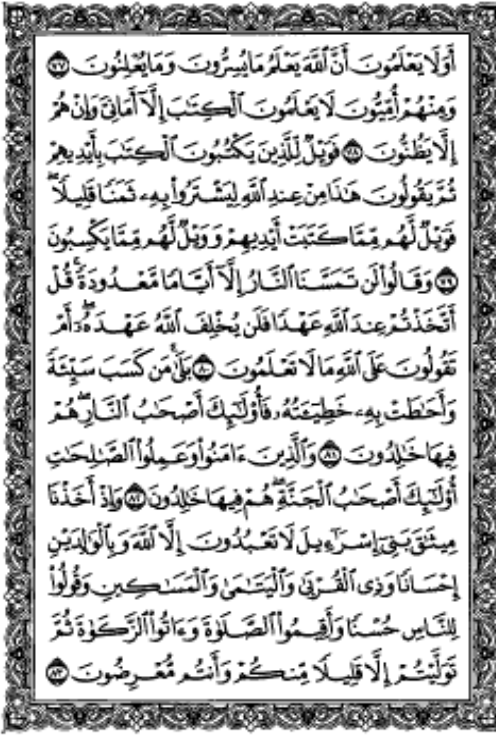 أَوَلَا يَعْلَمُونَ أَنَّ ٱللَّهَ يَعْلَمُ مَا يُسِرُّونَ وَمَا يُعْلِنُونَ ٧٧
وَمِنْهُمْ أُمِّيُّونَ لَا يَعْلَمُونَ ٱلْكِتَٰبَ إِلَّآ أَمَانِىَّ وَإِنْ هُمْ
إِلَّا يَظُنُّونَ ٧٨ فَوَيْلٌ لِّلَّذِينَ يَكْتُبُونَ ٱلْكِتَٰبَ بِأَيْدِيهِمْ
ثُمَّ يَقُولُونَ هَٰذَا مِنْ عِندِ ٱللَّهِ لِيَشْتَرُوا۟ بِهِۦ ثَمَنًا قَلِيلًا ۖ
فَوَيْلٌ لَّهُم مِّمَّا كَتَبَتْ أَيْدِيهِمْ وَوَيْلٌ لَّهُم مِّمَّا يَكْسِبُونَ
٧٩ وَقَالُوا۟ لَن تَمَسَّنَا ٱلنَّارُ إِلَّآ أَيَّامًا مَّعْدُودَةً ۚ قُلْ
أَتَّخَذْتُمْ عِندَ ٱللَّهِ عَهْدًا فَلَن يُخْلِفَ ٱللَّهُ عَهْدَهُۥٓ ۖ أَمْ
تَقُولُونَ عَلَى ٱللَّهِ مَا لَا تَعْلَمُونَ ٨٠ بَلَىٰ مَن كَسَبَ سَيِّئَةً
وَأَحَٰطَتْ بِهِۦ خَطِيٓـَٔتُهُۥ فَأُو۟لَٰٓئِكَ أَصْحَٰبُ ٱلنَّارِ ۖ هُمْ
فِيهَا خَٰلِدُونَ ٨١ وَٱلَّذِينَ ءَامَنُوا۟ وَعَمِلُوا۟ ٱلصَّٰلِحَٰتِ
أُو۟لَٰٓئِكَ أَصْحَٰبُ ٱلْجَنَّةِ ۖ هُمْ فِيهَا خَٰلِدُونَ ٨٢ وَإِذْ أَخَذْنَا
مِيثَٰقَ بَنِىٓ إِسْرَٰٓءِيلَ لَا تَعْبُدُونَ إِلَّا ٱللَّهَ وَبِٱلْوَٰلِدَيْنِ
إِحْسَانًا وَذِى ٱلْقُرْبَىٰ وَٱلْيَتَٰمَىٰ وَٱلْمَسَٰكِينِ وَقُولُوا۟
لِلنَّاسِ حُسْنًا وَأَقِيمُوا۟ ٱلصَّلَوٰةَ وَءَاتُوا۟ ٱلزَّكَوٰةَ ثُمَّ
تَوَلَّيْتُمْ إِلَّا قَلِيلًا مِّنكُمْ وَأَنتُم مُّعْرِضُونَ ٨٣